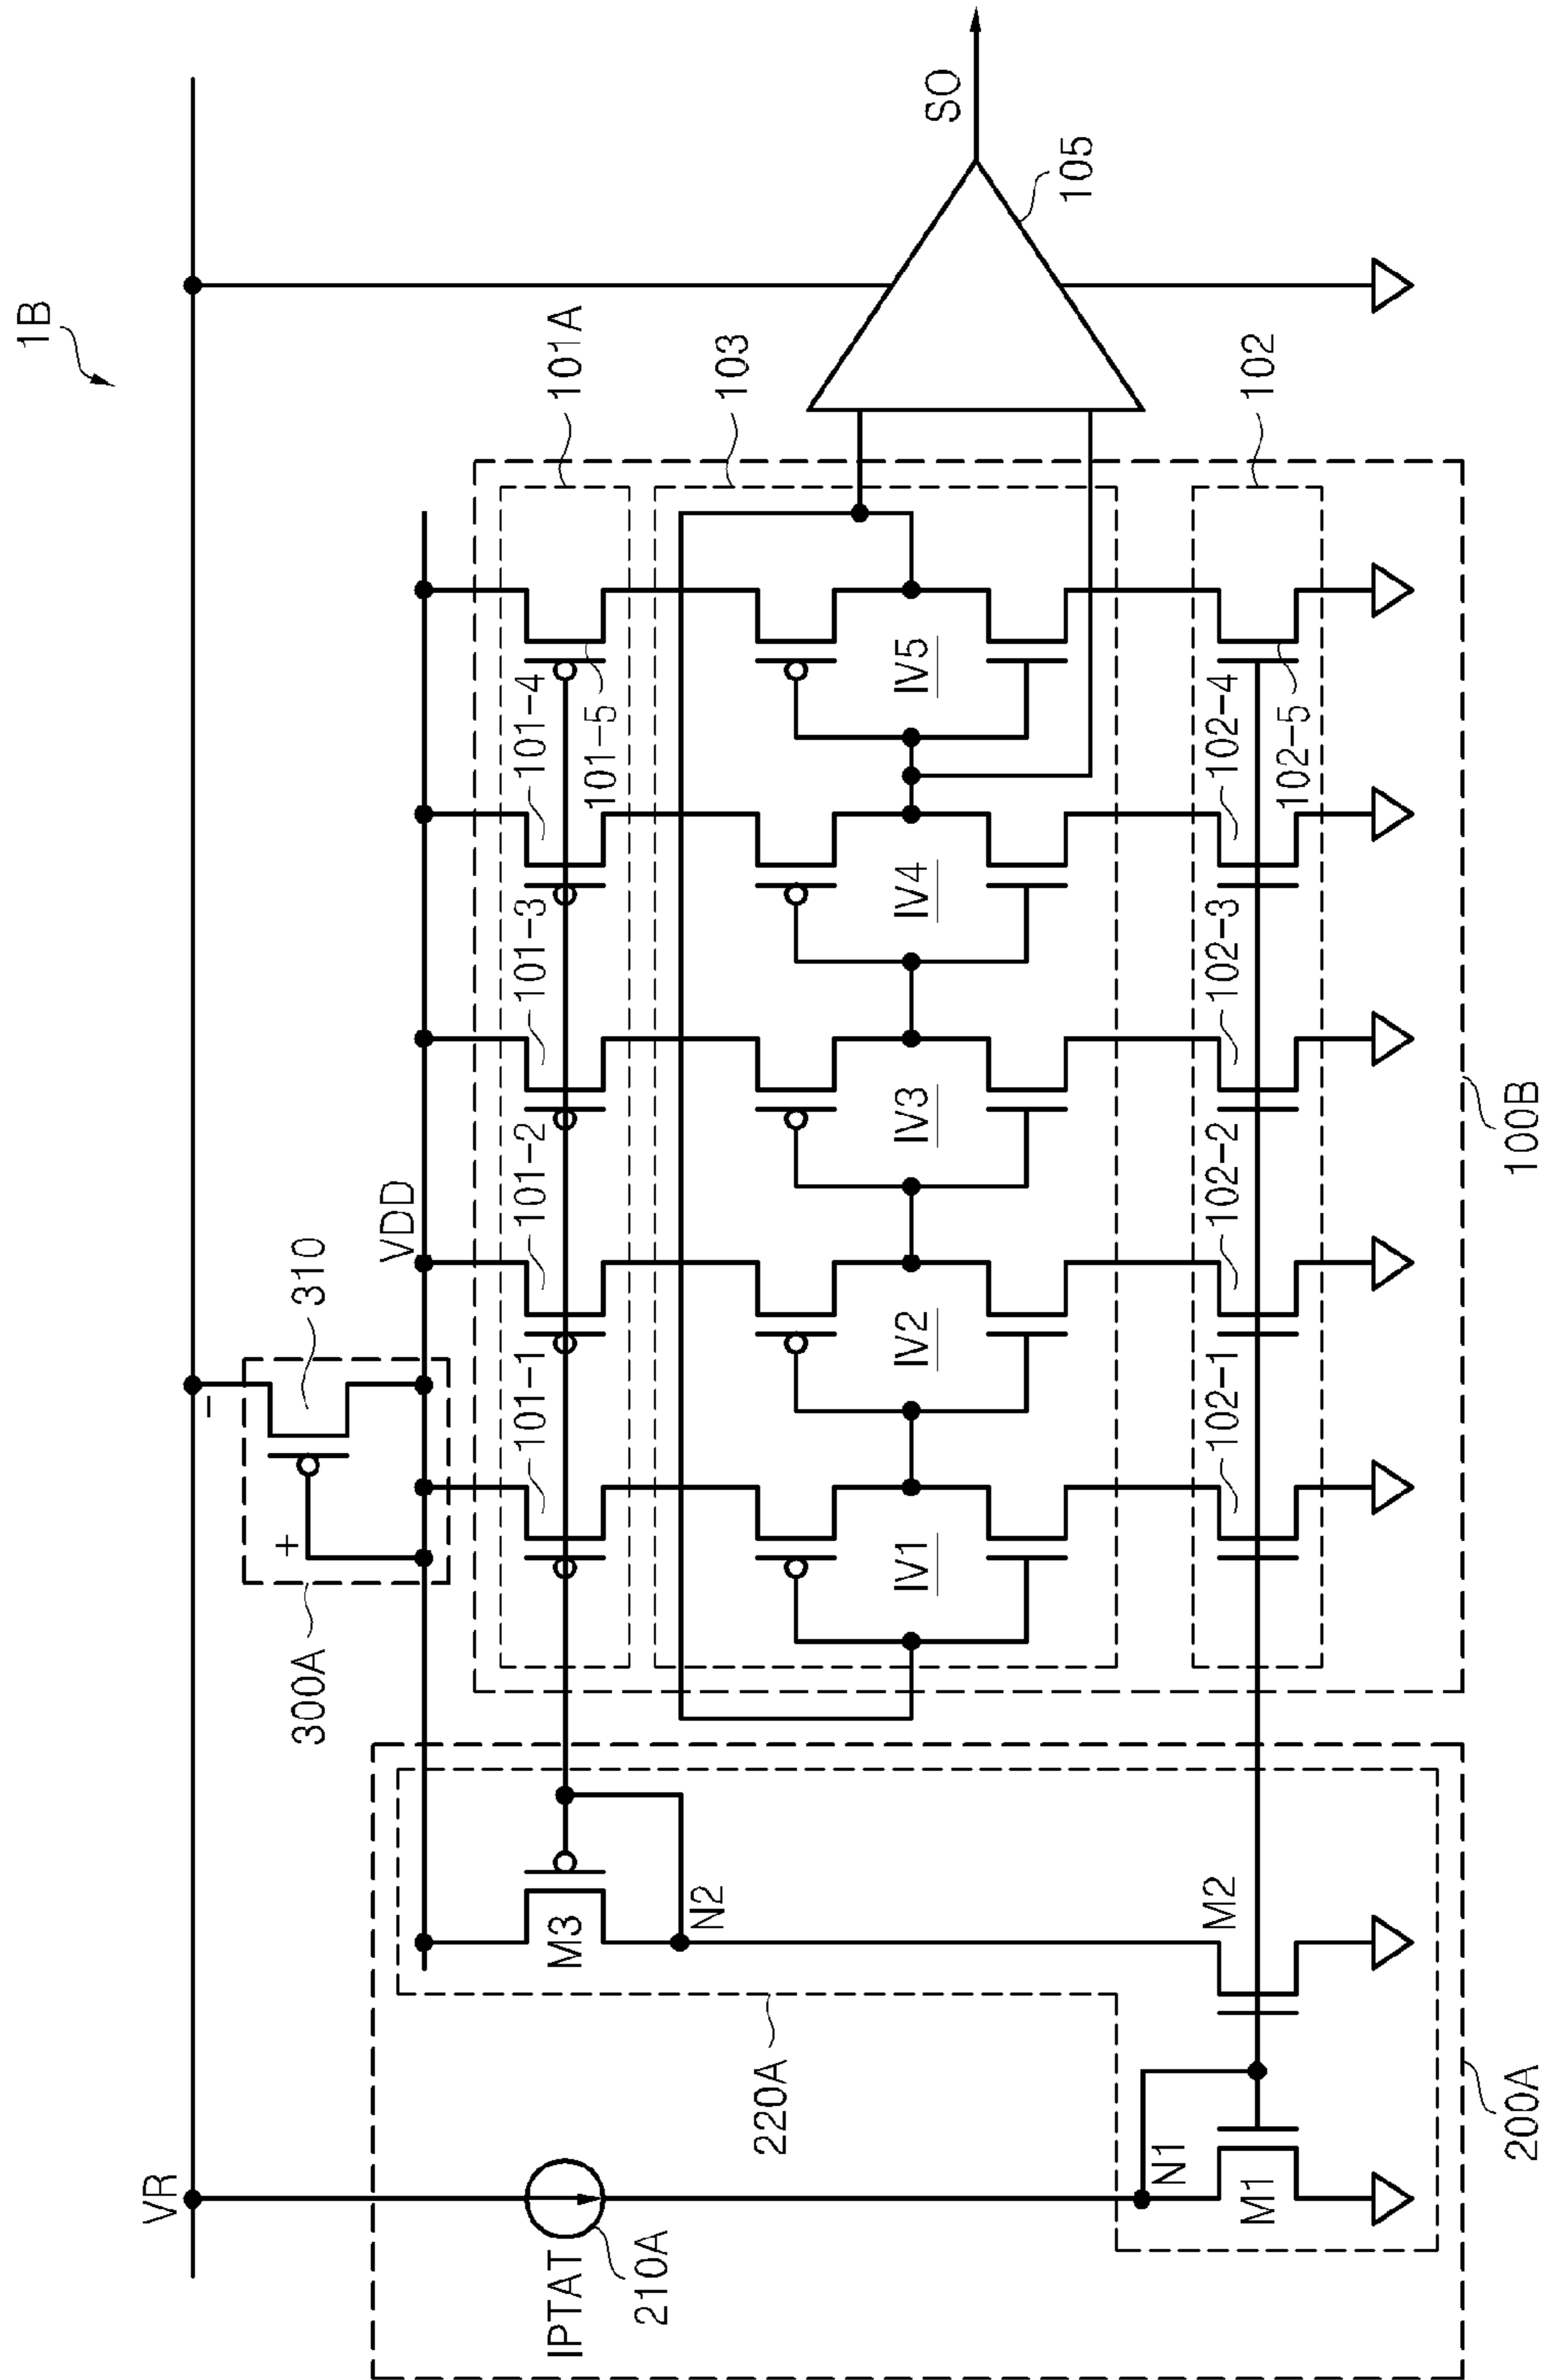 1B
VR
IPTAT
210A
300A
+
−
310
VDD
M3
N2
220A
N1
M1
M2
200A
101-1
101-2
101-3
101-4
101-5
101A
IV1
IV2
IV3
IV4
IV5
103
102-1
102-2
102-3
102-4
102-5
102
100B
105
SO